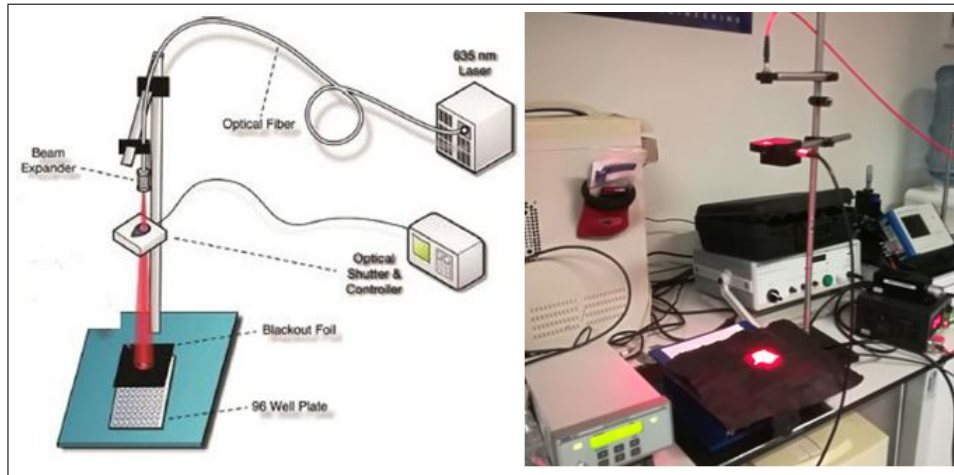 635 nm
Laser
Optical Fiber
Beam
Expander
Optical
Shutter &
Controller
Blackout Foil
96 Well Plate